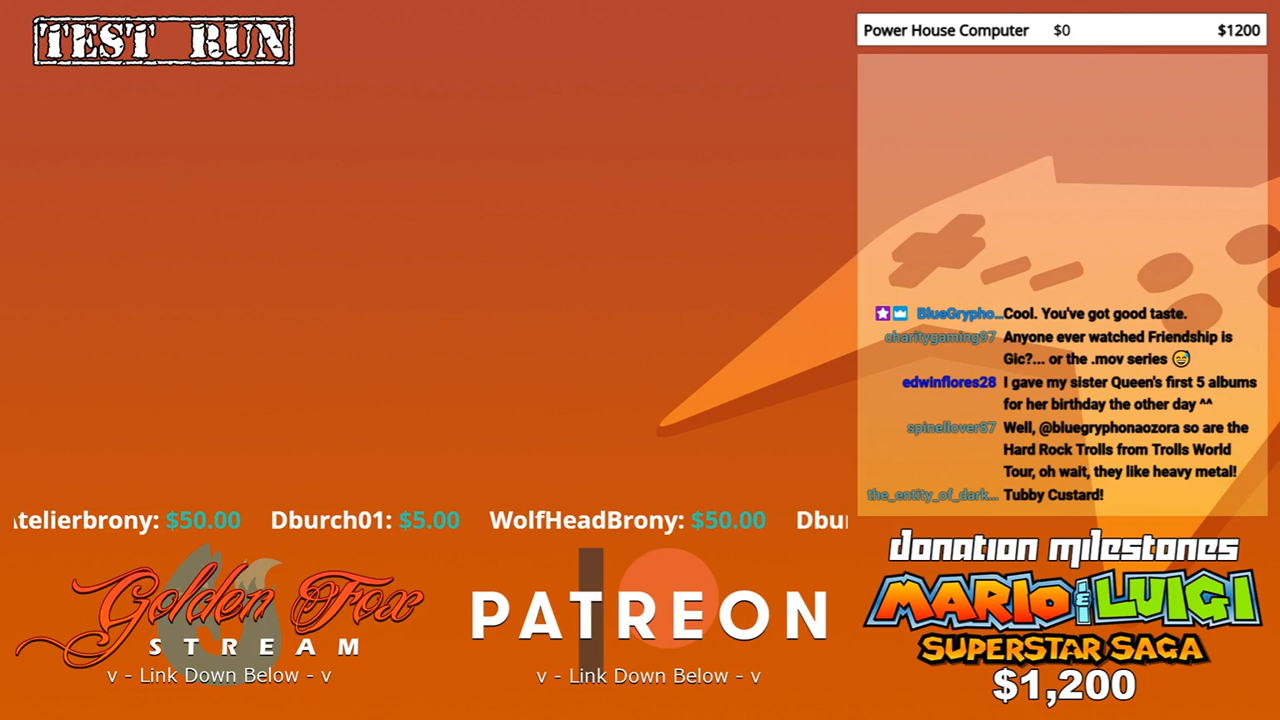 TEST RUN
Power House Computer $0 $1200
BlueGrypho... Cool. You've got good taste.
charitygaming97 Anyone ever watched Friendship is
Gic?... or the .mov series 😅
edwinflores28 I gave my sister Queen's first 5 albums
for her birthday the other day ^^
spinellover87 Well, @bluegryphonaozora so are the
Hard Rock Trolls from Trolls World
Tour, oh wait, they like heavy metal!
the_entity_of_dark... Tubby Custard!
Atelierbrony: $50.00 Dburch01: $5.00 WolfHeadBrony: $50.00 Dbu
Golden Fox
STREAM
v - Link Down Below - v
PATREON
v - Link Down Below - v
donation milestones
MARIO & LUIGI
SUPERSTAR SAGA
$1,200